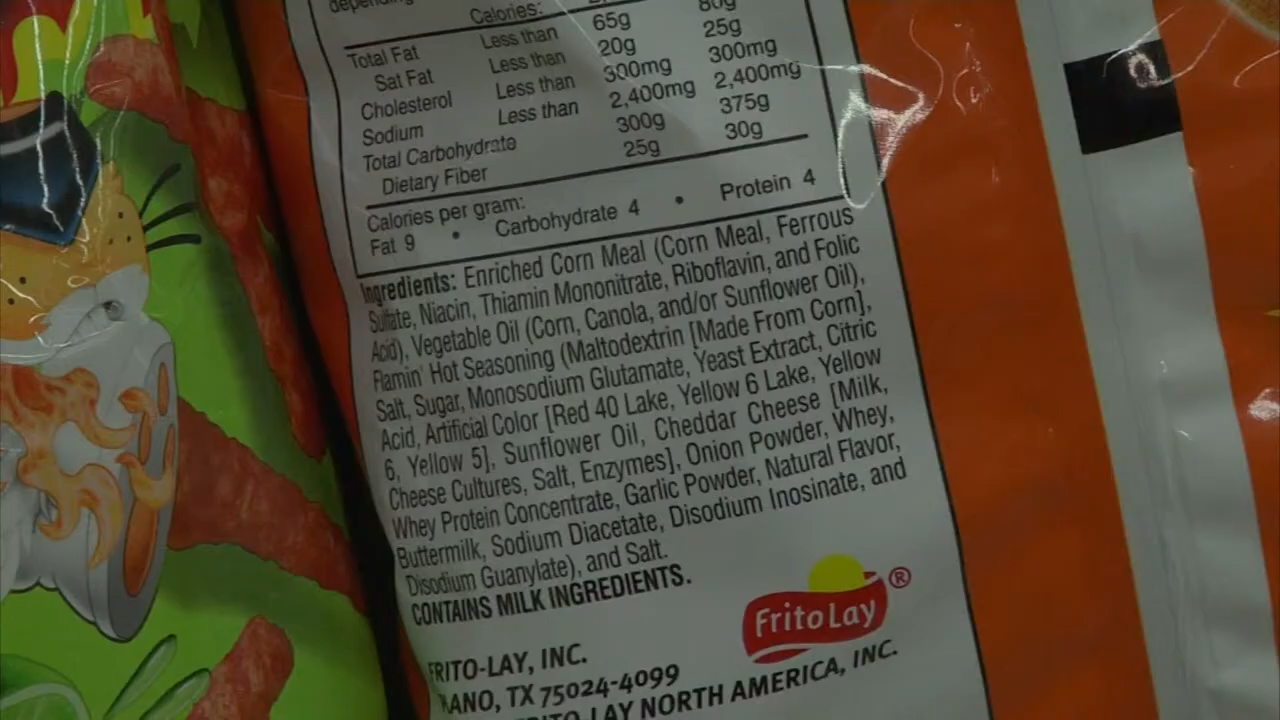 Calories:
Total Fat Less than 65g 80g
Sat Fat Less than 20g 25g
Cholesterol Less than 300mg 300mg
Sodium Less than 2,400mg 2,400mg
Total Carbohydrate 300g 375g
Dietary Fiber 25g 30g
Calories per gram:
Fat 9 • Carbohydrate 4 • Protein 4
Ingredients: Enriched Corn Meal (Corn Meal, Ferrous
Sulfate, Niacin, Thiamin Mononitrate, Riboflavin, and Folic
Acid), Vegetable Oil (Corn, Canola, and/or Sunflower Oil),
Flamin' Hot Seasoning (Maltodextrin [Made From Corn],
Salt, Sugar, Monosodium Glutamate, Yeast Extract, Citric
Acid, Artificial Color [Red 40 Lake, Yellow 6 Lake, Yellow
6, Yellow 5], Sunflower Oil, Cheddar Cheese [Milk,
Cheese Cultures, Salt, Enzymes], Onion Powder, Whey,
Whey Protein Concentrate, Garlic Powder, Natural Flavor,
Buttermilk, Sodium Diacetate, Disodium Inosinate, and
Disodium Guanylate), and Salt.
CONTAINS MILK INGREDIENTS.
Frito Lay ®
FRITO-LAY, INC.
PLANO, TX 75024-4099
FRITO-LAY NORTH AMERICA, INC.